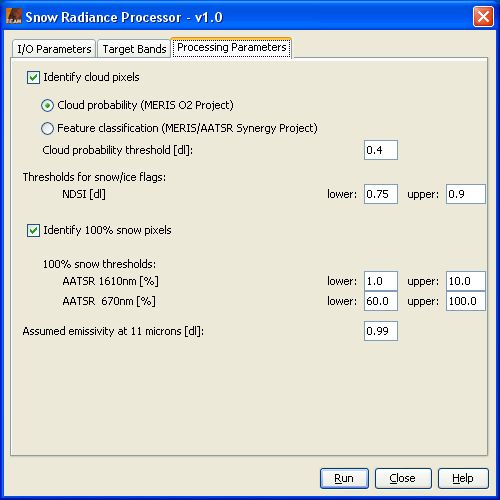 Snow Radiance Processor - v1.0
I/O Parameters Target Bands Processing Parameters
Identify cloud pixels
Cloud probability (MERIS O2 Project)
Feature classification (MERIS/AATSR Synergy Project)
Cloud probability threshold [dl]: 0.4
Thresholds for snow/ice flags:
NDSI [dl] lower: 0.75 upper: 0.9
Identify 100% snow pixels
100% snow thresholds:
AATSR 1610nm [%] lower: 1.0 upper: 10.0
AATSR 670nm [%] lower: 60.0 upper: 100.0
Assumed emissivity at 11 microns [dl]: 0.99
Run Close Help